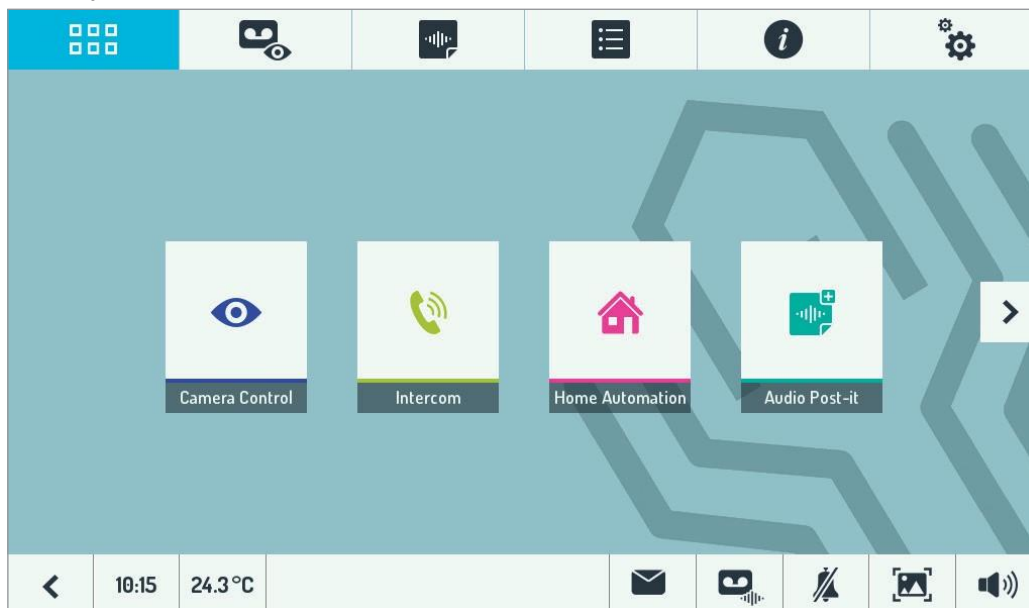 Camera Control
Intercom
Home Automation
Audio Post-it
10:15
24.3 °C